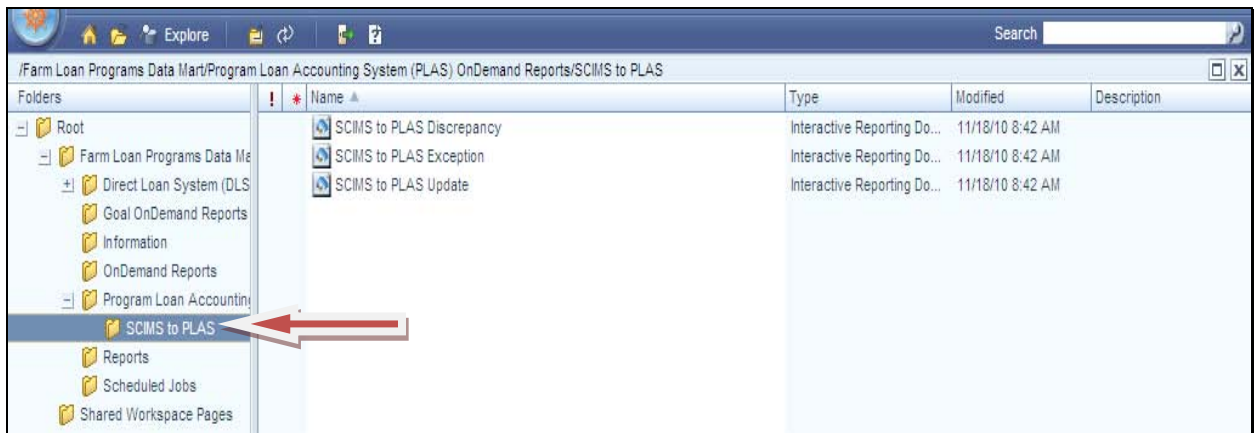 Explore Search
/Farm Loan Programs Data Mart/Program Loan Accounting System (PLAS) OnDemand Reports/SCIMS to PLAS
Folders ! * Name Type Modified Description
Root
Farm Loan Programs Data Ma
Direct Loan System (DLS
Goal OnDemand Reports
Information
OnDemand Reports
Program Loan Accounting
SCIMS to PLAS
Reports
Scheduled Jobs
Shared Workspace Pages
SCIMS to PLAS Discrepancy Interactive Reporting Do... 11/18/10 8:42 AM
SCIMS to PLAS Exception Interactive Reporting Do... 11/18/10 8:42 AM
SCIMS to PLAS Update Interactive Reporting Do... 11/18/10 8:42 AM